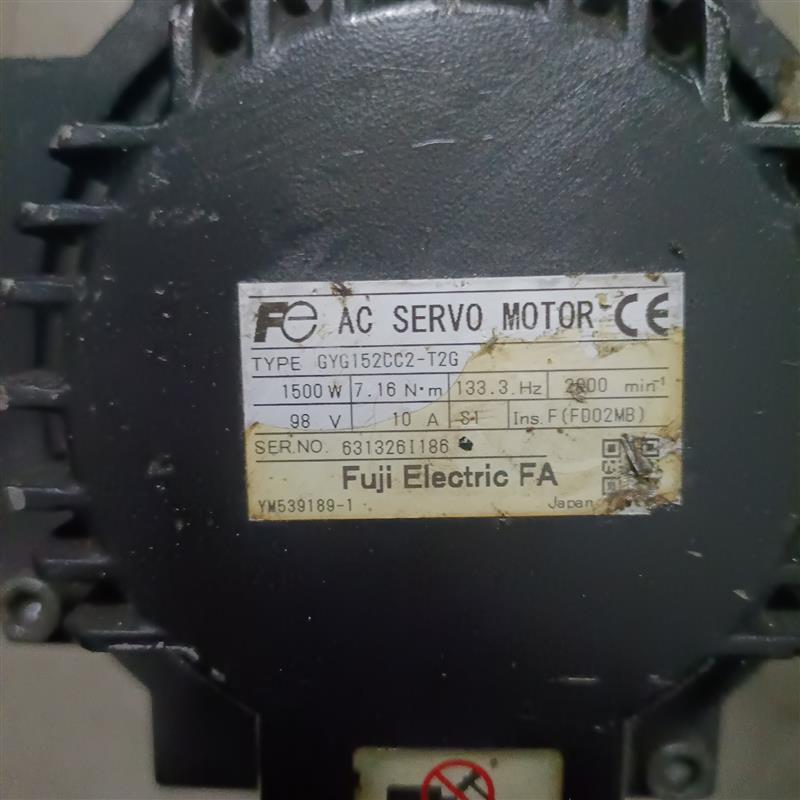 Fe AC SERVO MOTOR CE
TYPE GYG152CC2-T2G
1500 W 7.16 N·m 133.3 Hz 2000 min⁻¹
98 V 10 A S1 Ins. F(FD02MB)
SER.NO. 631326I186
Fuji Electric FA
YM539189-1 Japan